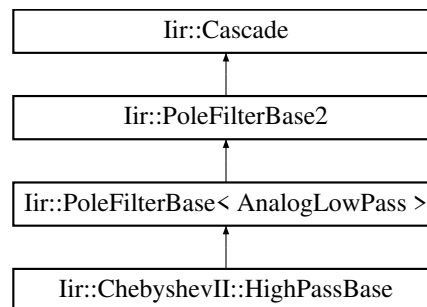 Iir::Cascade
Iir::PoleFilterBase2
Iir::PoleFilterBase< AnalogLowPass >
Iir::ChebyshevII::HighPassBase